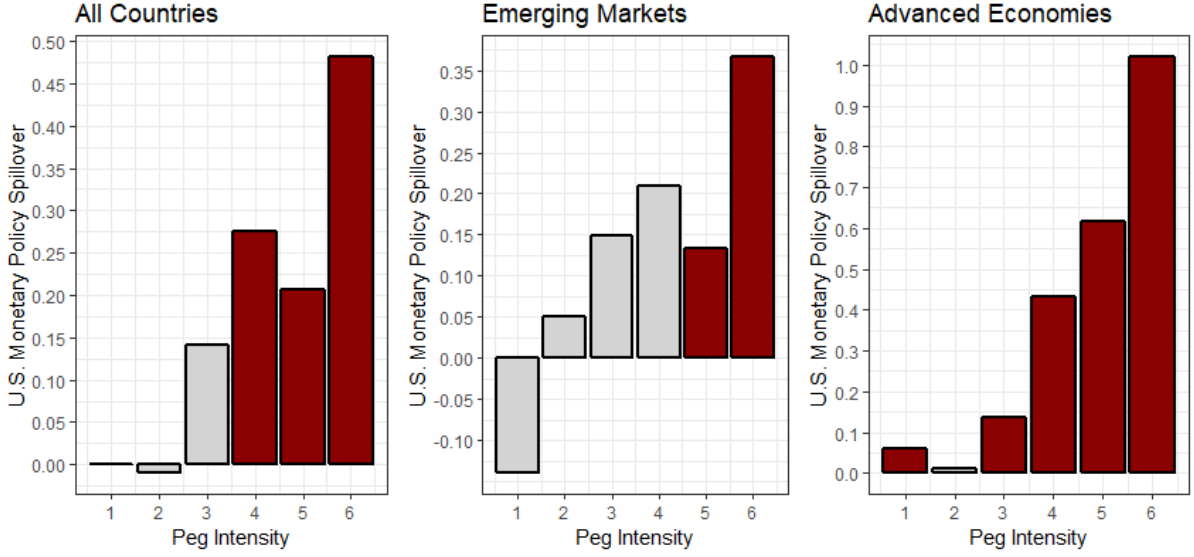 All Countries
U.S. Monetary Policy Spillover
0.50
0.45
0.40
0.35
0.30
0.25
0.20
0.15
0.10
0.05
0.00
1 2 3 4 5 6
Peg Intensity
Emerging Markets
U.S. Monetary Policy Spillover
0.35
0.30
0.25
0.20
0.15
0.10
0.05
0.00
-0.05
-0.10
1 2 3 4 5 6
Peg Intensity
Advanced Economies
U.S. Monetary Policy Spillover
1.0
0.9
0.8
0.7
0.6
0.5
0.4
0.3
0.2
0.1
0.0
1 2 3 4 5 6
Peg Intensity